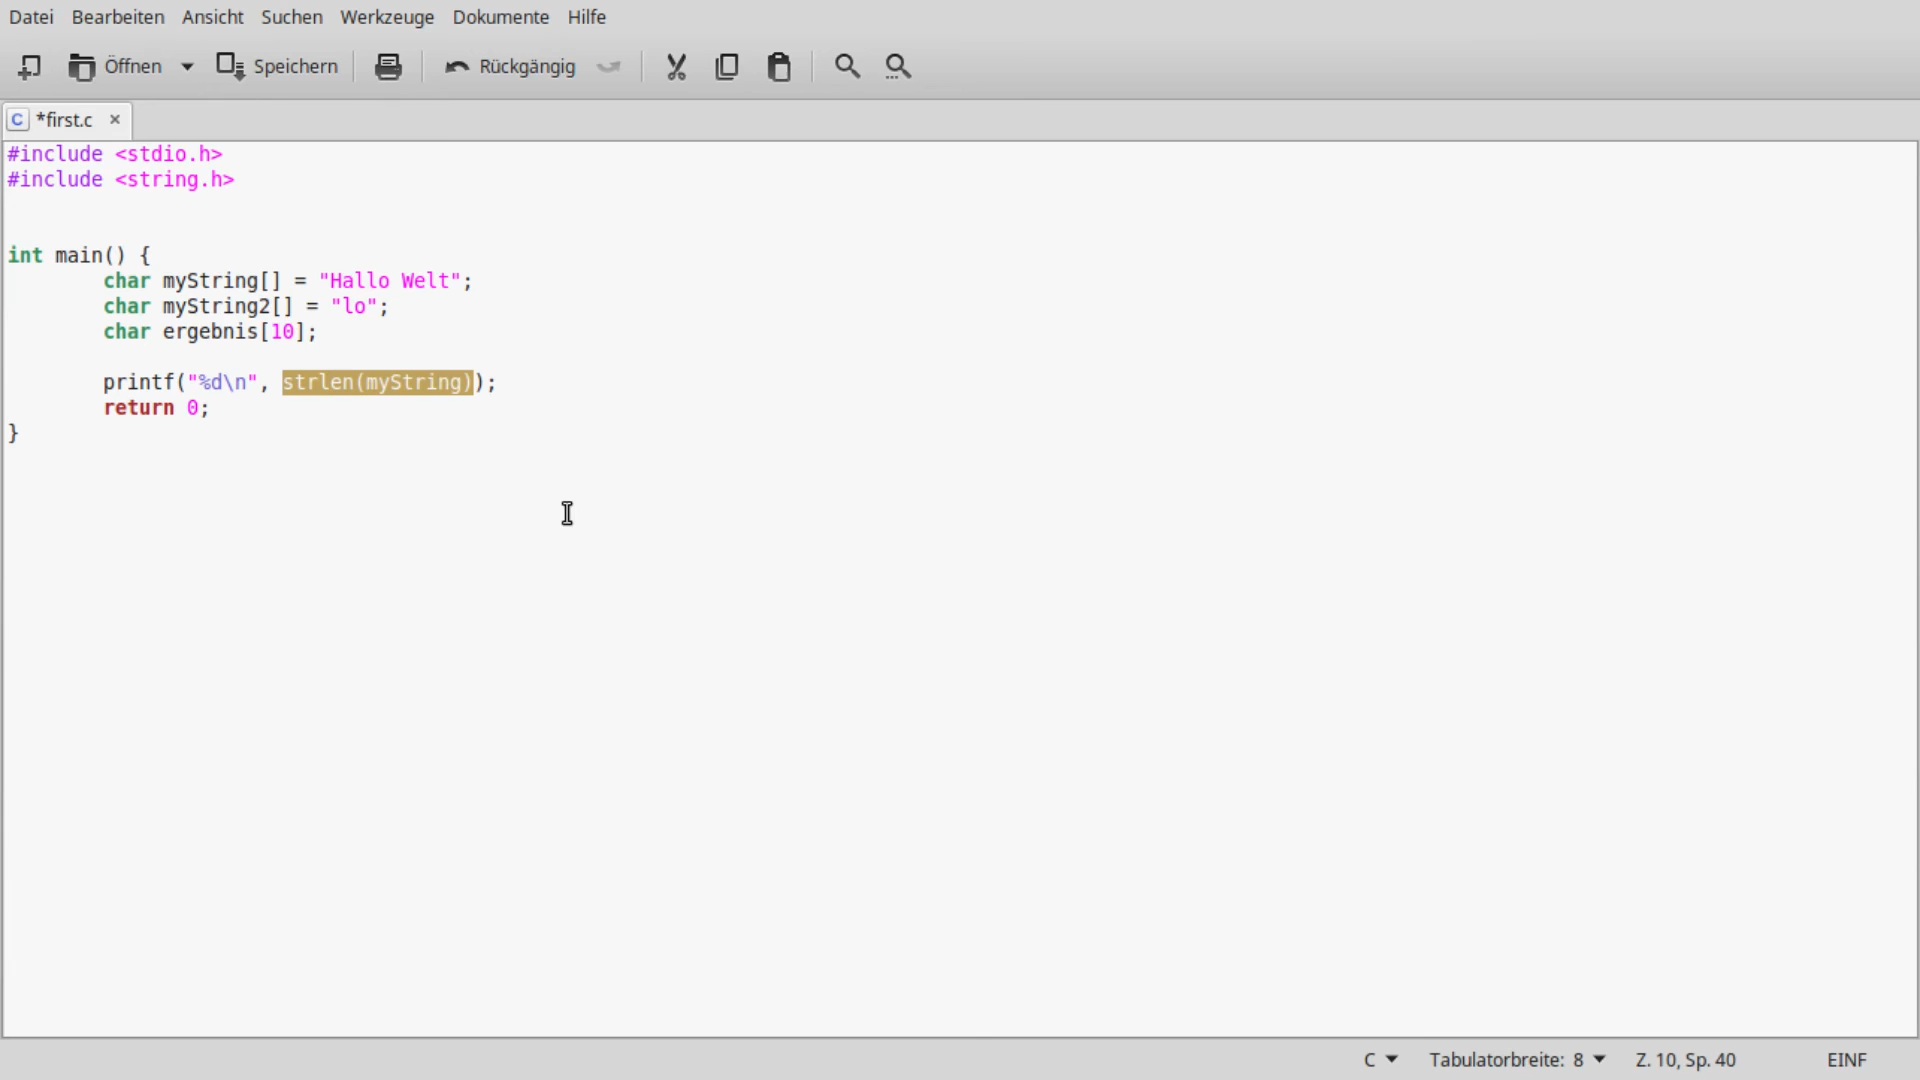 Datei Bearbeiten Ansicht Suchen Werkzeuge Dokumente Hilfe
Öffnen Speichern Rückgängig
C *first.c ×
#include <stdio.h>
#include <string.h>
int main() {
char myString[] = "Hallo Welt";
char myString2[] = "lo";
char ergebnis[10];
printf("%d\n", strlen(myString));
return 0;
}
C Tabulatorbreite: 8 Z. 10, Sp. 40 EINF